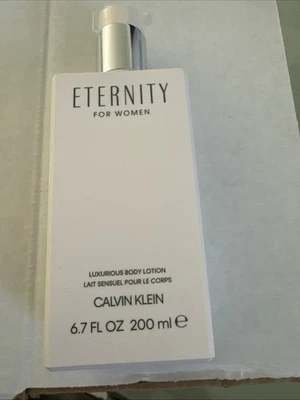 ETERNITY
FOR WOMEN
LUXURIOUS BODY LOTION
LAIT SENSUEL POUR LE CORPS
CALVIN KLEIN
6.7 FL OZ 200 ml ℮